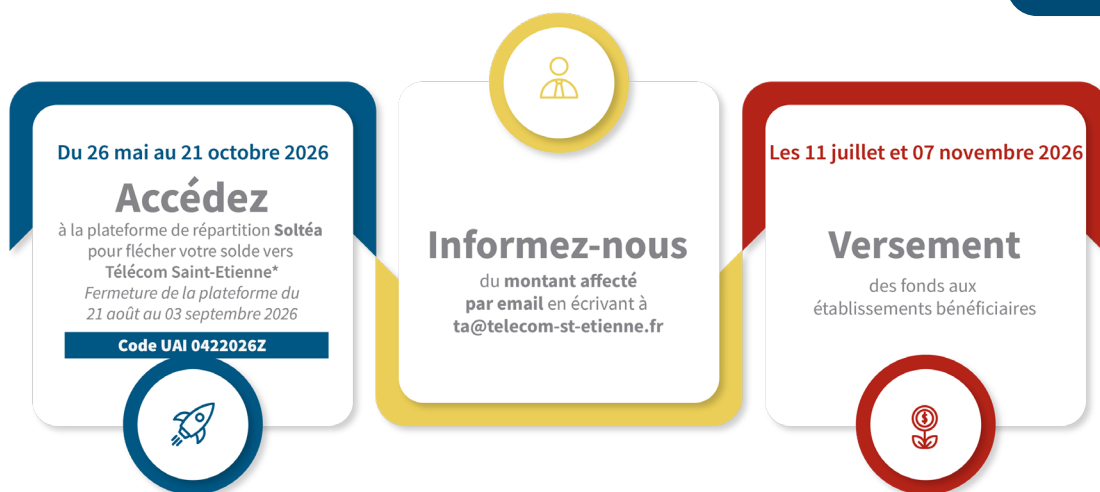 Du 26 mai au 21 octobre 2026
Accédez
à la plateforme de répartition Soltéa
pour flécher votre solde vers
Télécom Saint-Etienne*
Fermeture de la plateforme du
21 août au 03 septembre 2026
Code UAI 0422026Z
Informez-nous
du montant affecté
par email en écrivant à
ta@telecom-st-etienne.fr
Les 11 juillet et 07 novembre 2026
Versement
des fonds aux
établissements bénéficiaires